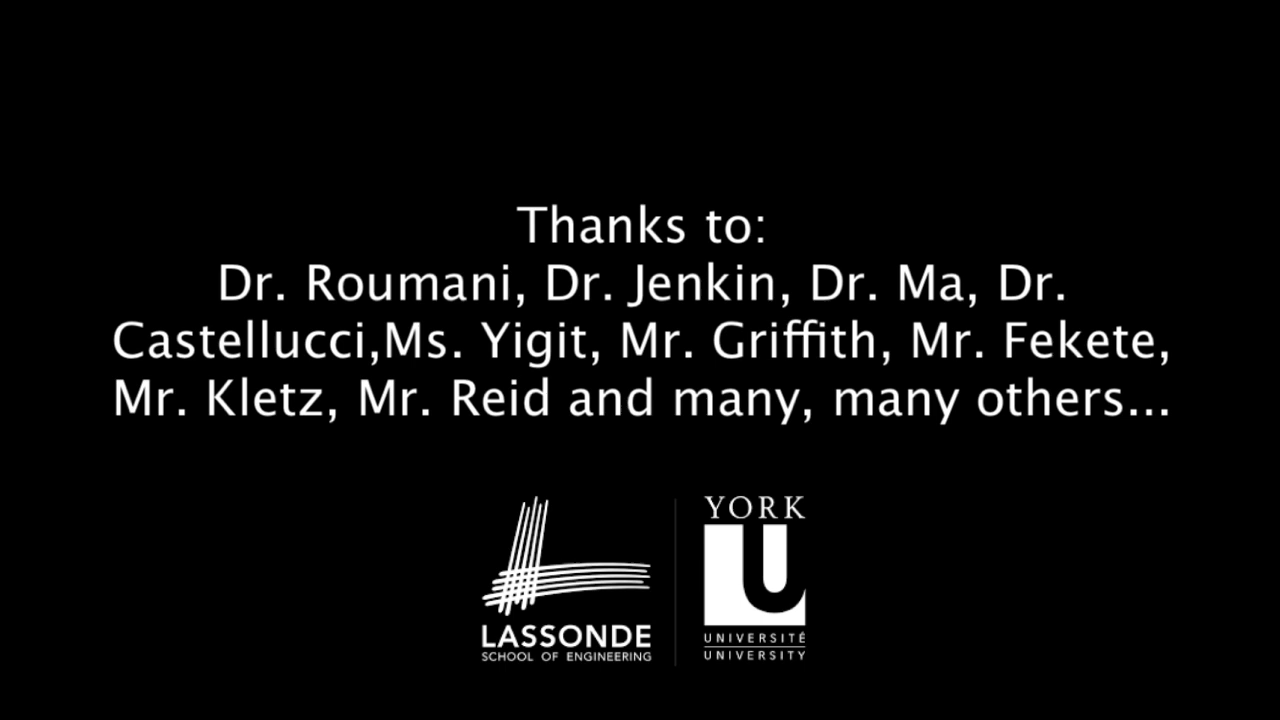 Thanks to:
Dr. Roumani, Dr. Jenkin, Dr. Ma, Dr.
Castellucci,Ms. Yigit, Mr. Griffith, Mr. Fekete,
Mr. Kletz, Mr. Reid and many, many others...
LASSONDE
SCHOOL OF ENGINEERING
YORK
U
UNIVERSITÉ
UNIVERSITY